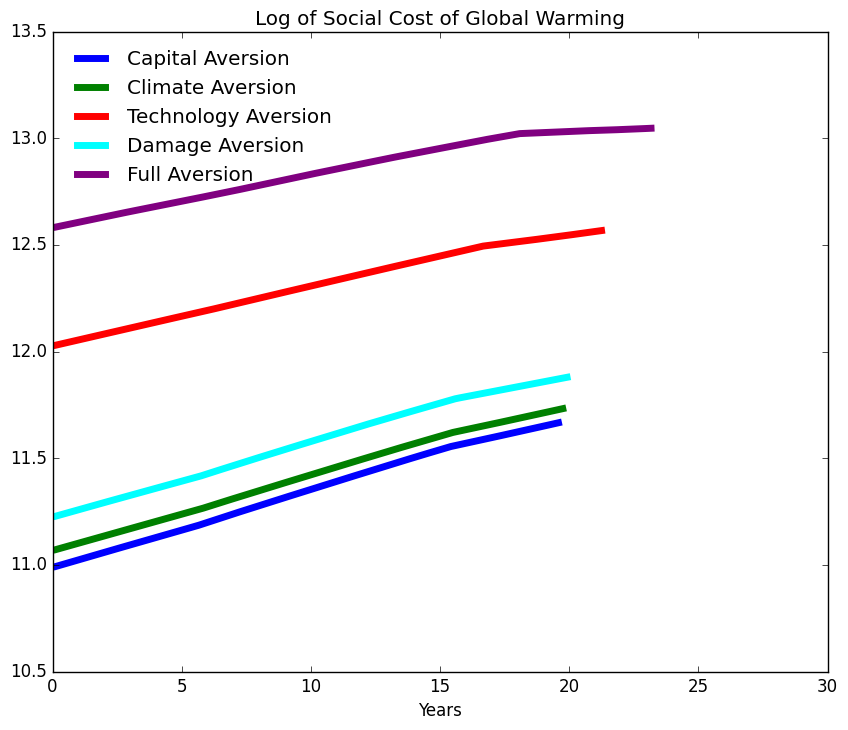 Log of Social Cost of Global Warming
13.5
13.0
12.5
12.0
11.5
11.0
10.5
Capital Aversion
Climate Aversion
Technology Aversion
Damage Aversion
Full Aversion
0 5 10 15 20 25 30
Years